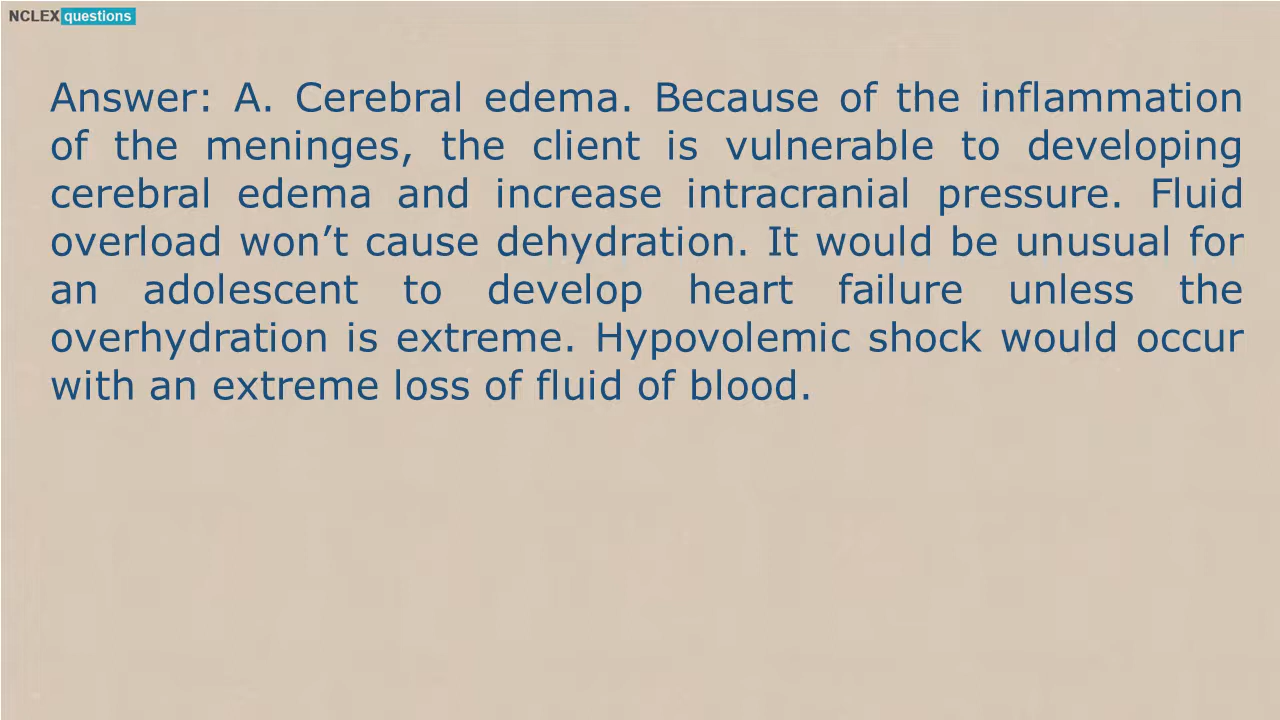 NCLEX questions
Answer: A. Cerebral edema. Because of the inflammation
of the meninges, the client is vulnerable to developing
cerebral edema and increase intracranial pressure. Fluid
overload won’t cause dehydration. It would be unusual for
an adolescent to develop heart failure unless the
overhydration is extreme. Hypovolemic shock would occur
with an extreme loss of fluid of blood.